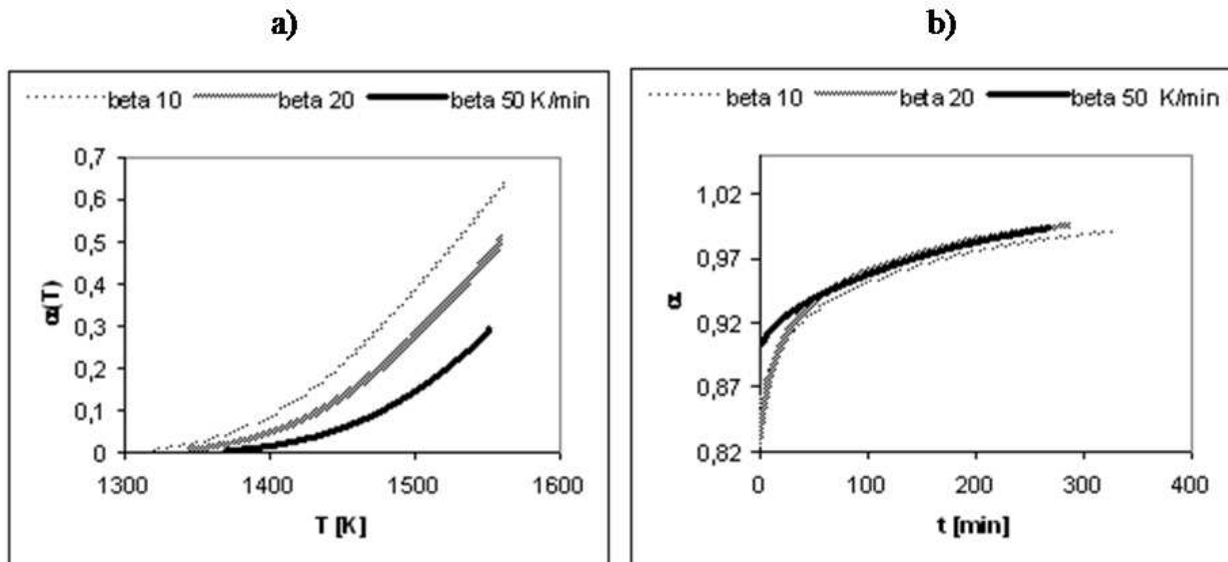 a)
beta 10 beta 20 beta 50 K/min
0,7
0,6
0,5
0,4
0,3
0,2
0,1
0
α(T)
1300 1400 1500 1600
T [K]
b)
beta 10 beta 20 beta 50 K/min
1,02
0,97
0,92
0,87
0,82
α
0 100 200 300 400
t [min]